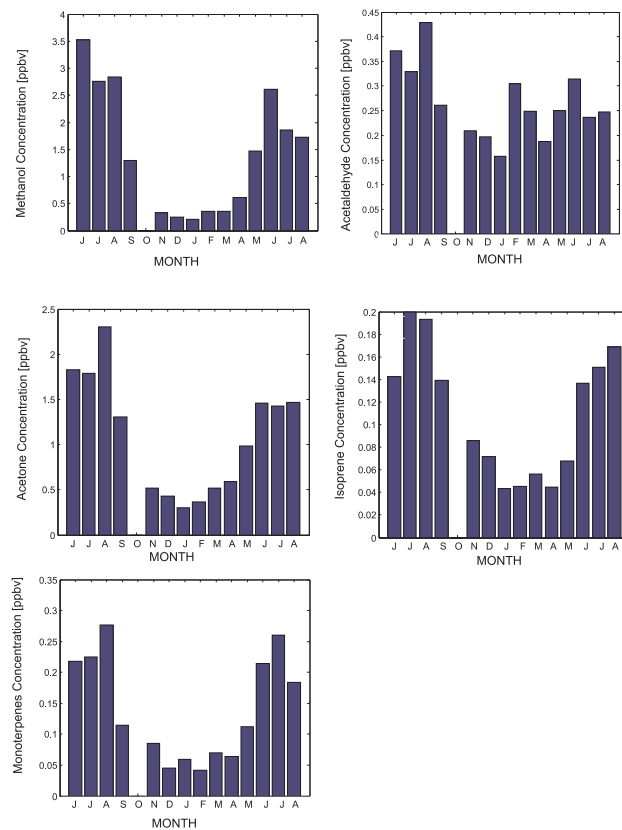 Methanol Concentration [ppbv]
4
3.5
3
2.5
2
1.5
1
0.5
0
J J A S O N D J F M A M J J A
MONTH
Acetaldehyde Concentration [ppbv]
0.45
0.4
0.35
0.3
0.25
0.2
0.15
0.1
0.05
0
J J A S O N D J F M A M J J A
MONTH
Acetone Concentration [ppbv]
2.5
2
1.5
1
0.5
0
J J A S O N D J F M A M J J A
MONTH
Isoprene Concentration [ppbv]
0.2
0.18
0.16
0.14
0.12
0.1
0.08
0.06
0.04
0.02
0
J J A S O N D J F M A M J J A
MONTH
Monoterpenes Concentration [ppbv]
0.35
0.3
0.25
0.2
0.15
0.1
0.05
0
J J A S O N D J F M A M J J A
MONTH